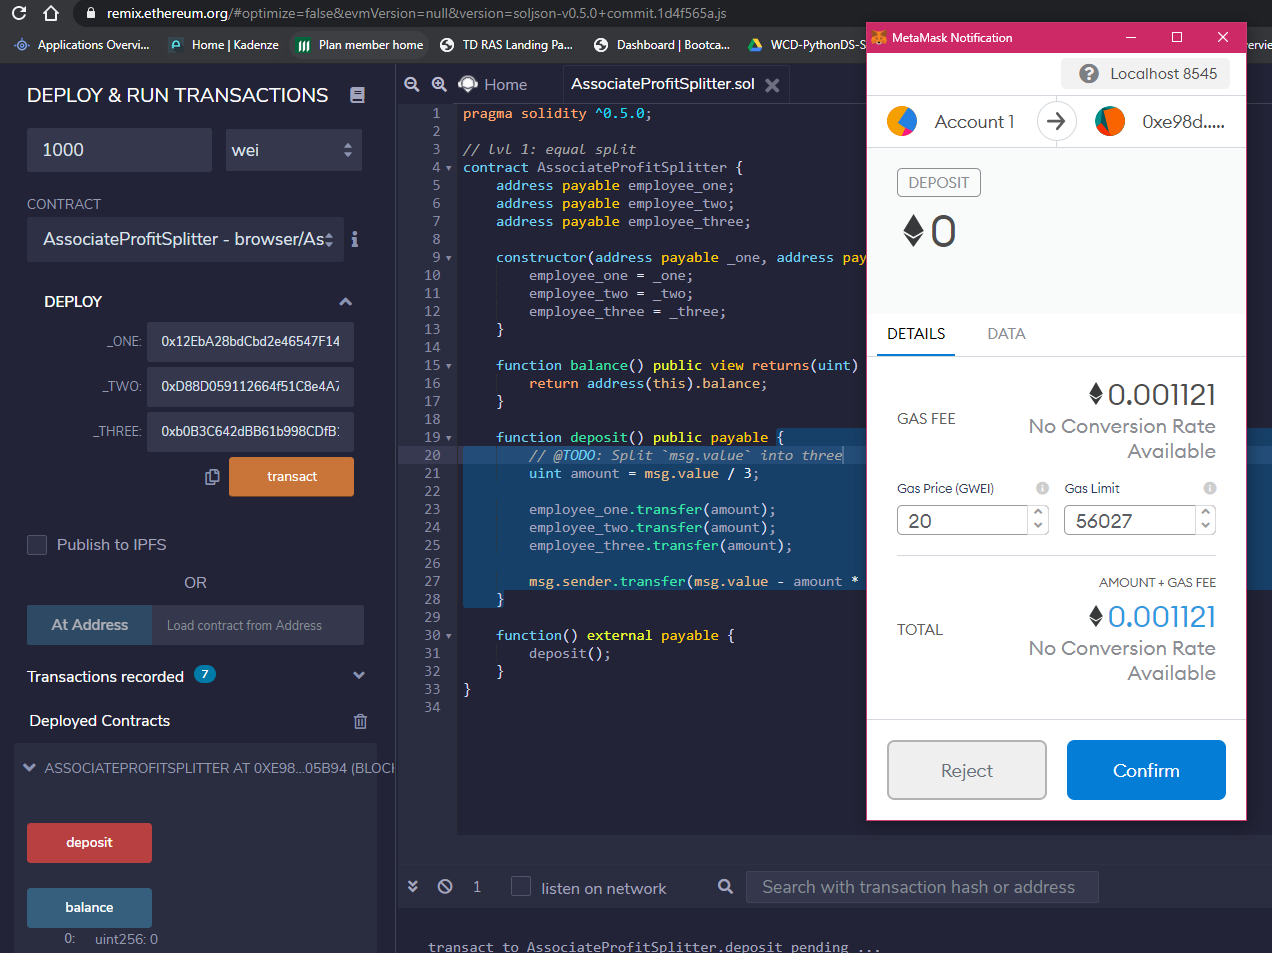 remix.ethereum.org/#optimize=false&evmVersion=null&version=soljson-v0.5.0+commit.1d4f565a.js
Applications Overvi...
Home | Kadenze
Plan member home
TD RAS Landing Pa...
Dashboard | Bootca...
WCD-PythonDS-S
ervie
DEPLOY & RUN TRANSACTIONS
1000
wei
CONTRACT
AssociateProfitSplitter - browser/As
DEPLOY
_ONE:
0x12EbA28bdCbd2e46547F14
_TWO:
0xD88D059112664f51C8e4A7
_THREE:
0xb0B3C642dBB61b998CDfB1
transact
Publish to IPFS
OR
At Address
Load contract from Address
Transactions recorded
7
Deployed Contracts
ASSOCIATEPROFITSPLITTER AT 0XE98...05B94 (BLOCK
deposit
balance
0: uint256: 0
Home
AssociateProfitSplitter.sol
1 pragma solidity ^0.5.0;
2
3 // lvl 1: equal split
4 contract AssociateProfitSplitter {
5 address payable employee_one;
6 address payable employee_two;
7 address payable employee_three;
8
9 constructor(address payable _one, address pay
10 employee_one = _one;
11 employee_two = _two;
12 employee_three = _three;
13 }
14
15 function balance() public view returns(uint)
16 return address(this).balance;
17 }
18
19 function deposit() public payable {
20 // @TODO: Split `msg.value` into three
21 uint amount = msg.value / 3;
22
23 employee_one.transfer(amount);
24 employee_two.transfer(amount);
25 employee_three.transfer(amount);
26
27 msg.sender.transfer(msg.value - amount *
28 }
29
30 function() external payable {
31 deposit();
32 }
33 }
34
1
listen on network
Search with transaction hash or address
transact to AssociateProfitSplitter.deposit pending ...
MetaMask Notification
Localhost 8545
Account 1
0xe98d.....
DEPOSIT
0
DETAILS
DATA
GAS FEE
0.001121
No Conversion Rate
Available
Gas Price (GWEI)
Gas Limit
20
56027
AMOUNT + GAS FEE
TOTAL
0.001121
No Conversion Rate
Available
Reject
Confirm